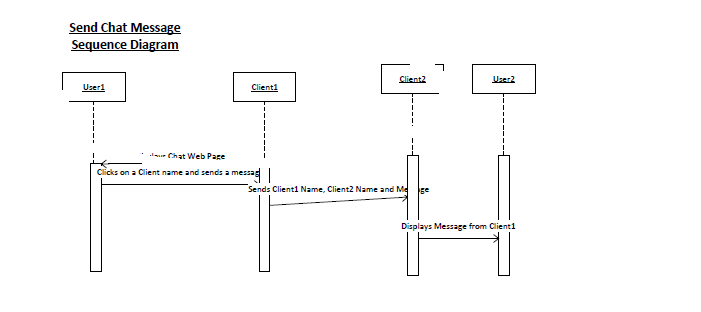 Send Chat Message
Sequence Diagram
User1
Client1
Client2
User2
Chat Web Page
Clicks on a Client name and sends a messag
Sends Client1 Name, Client2 Name and Me ge
Displays Message from Client1